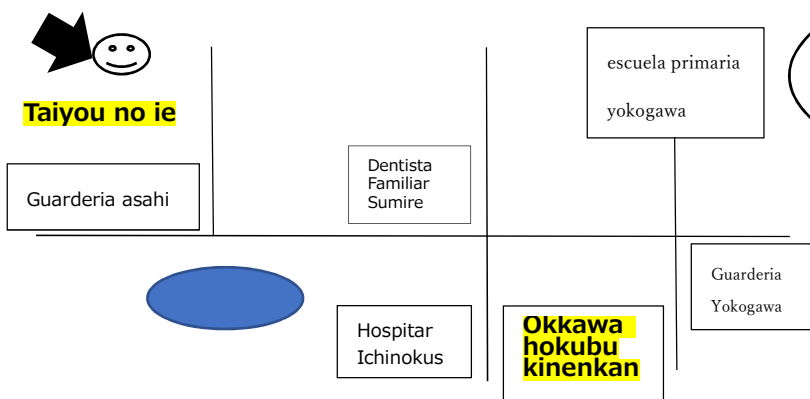 Taiyou no ie
Guarderia asahi
Dentista
Familiar
Sumire
escuela primaria
yokogawa
Hospitar
Ichinokus
Okkawa
hokubu
kinenkan
Guarderia
Yokogawa